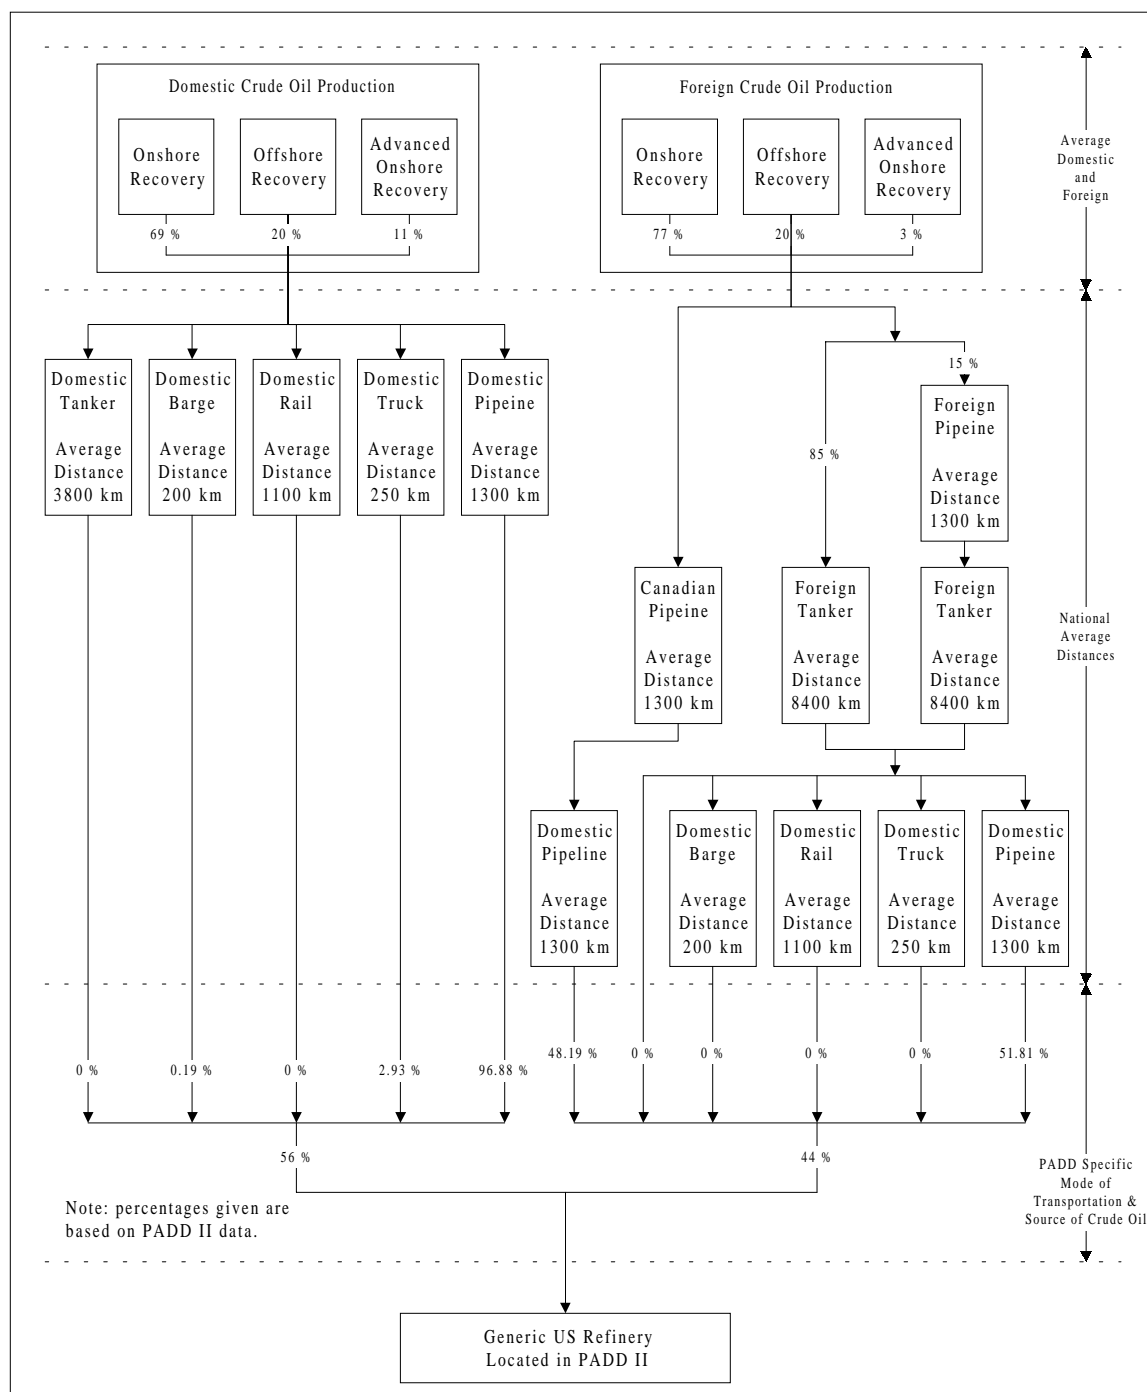 Domestic Crude Oil Production
Onshore
Recovery
Offshore
Recovery
Advanced
Onshore
Recovery
69 %
20 %
11 %
Foreign Crude Oil Production
Onshore
Recovery
Offshore
Recovery
Advanced
Onshore
Recovery
77 %
20 %
3 %
Average
Domestic
and
Foreign
Domestic
Tanker
Average
Distance
3800 km
Domestic
Barge
Average
Distance
200 km
Domestic
Rail
Average
Distance
1100 km
Domestic
Truck
Average
Distance
250 km
Domestic
Pipeine
Average
Distance
1300 km
15 %
85 %
Foreign
Pipeine
Average
Distance
1300 km
Canadian
Pipeine
Average
Distance
1300 km
Foreign
Tanker
Average
Distance
8400 km
Foreign
Tanker
Average
Distance
8400 km
National
Average
Distances
Domestic
Pipeline
Average
Distance
1300 km
Domestic
Barge
Average
Distance
200 km
Domestic
Rail
Average
Distance
1100 km
Domestic
Truck
Average
Distance
250 km
Domestic
Pipeine
Average
Distance
1300 km
0 %
0.19 %
0 %
2.93 %
96.88 %
48.19 %
0 %
0 %
0 %
0 %
51.81 %
56 %
44 %
Note: percentages given are
based on PADD II data.
PADD Specific
Mode of
Transportation &
Source of Crude Oil
Generic US Refinery
Located in PADD II